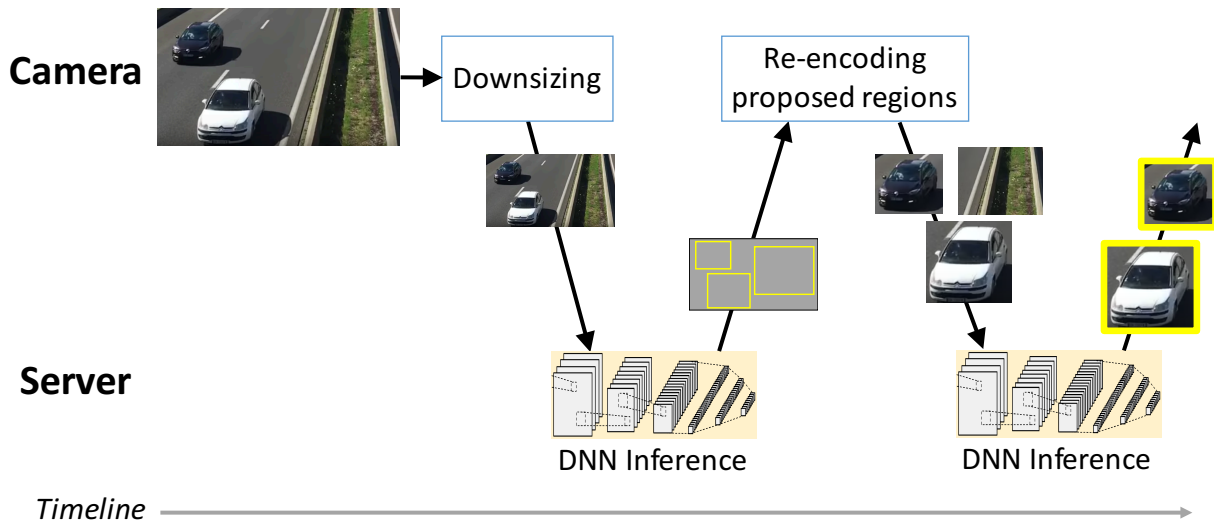 Camera
Downsizing
Re-encoding
proposed regions
Server
DNN Inference
DNN Inference
Timeline